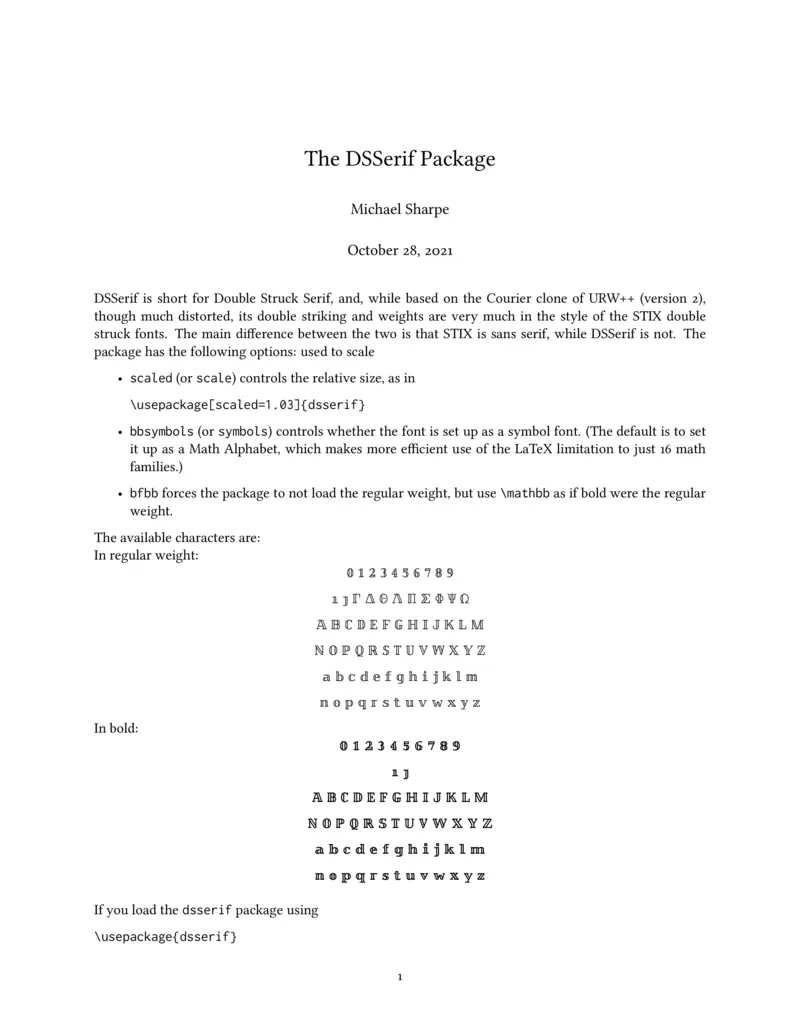 The DSSerif Package
Michael Sharpe
October 28, 2021
DSSerif is short for Double Struck Serif, and, while based on the Courier clone of URW++ (version 2),
though much distorted, its double striking and weights are very much in the style of the STIX double
struck fonts. The main difference between the two is that STIX is sans serif, while DSSerif is not. The
package has the following options: used to scale
• scaled (or scale) controls the relative size, as in
\usepackage[scaled=1.03]{dsserif}
• bbsymbols (or symbols) controls whether the font is set up as a symbol font. (The default is to set
it up as a Math Alphabet, which makes more efficient use of the LaTeX limitation to just 16 math
families.)
• bfbb forces the package to not load the regular weight, but use \mathbb as if bold were the regular
weight.
The available characters are:
In regular weight:
𝟘 𝟙 𝟚 𝟛 𝟜 𝟝 𝟞 𝟟 𝟠 𝟡
ı ȷ Γ Δ Θ Λ Π Σ Φ Ψ Ω
𝔸 𝔹 ℂ 𝔻 𝔼 𝔽 𝔾 ℍ 𝕀 𝕁 𝕂 𝕃 𝕄
ℕ 𝕆 ℙ ℚ ℝ 𝕊 𝕋 𝕌 𝕍 𝕎 𝕏 𝕐 ℤ
𝕒 𝕓 𝕔 𝕕 𝕖 𝕗 𝕘 𝕙 𝕚 𝕛 𝕜 𝕝 𝕞
𝕟 𝕠 𝕡 𝕢 𝕣 𝕤 𝕥 𝕦 𝕧 𝕨 𝕩 𝕪 𝕫
In bold:
𝟘 𝟙 𝟚 𝟛 𝟜 𝟝 𝟞 𝟟 𝟠 𝟡
ı ȷ
𝔸 𝔹 ℂ 𝔻 𝔼 𝔽 𝔾 ℍ 𝕀 𝕁 𝕂 𝕃 𝕄
ℕ 𝕆 ℙ ℚ ℝ 𝕊 𝕋 𝕌 𝕍 𝕎 𝕏 𝕐 ℤ
𝕒 𝕓 𝕔 𝕕 𝕖 𝕗 𝕘 𝕙 𝕚 𝕛 𝕜 𝕝 𝕞
𝕟 𝕠 𝕡 𝕢 𝕣 𝕤 𝕥 𝕦 𝕧 𝕨 𝕩 𝕪 𝕫
If you load the dsserif package using
\usepackage{dsserif}
1